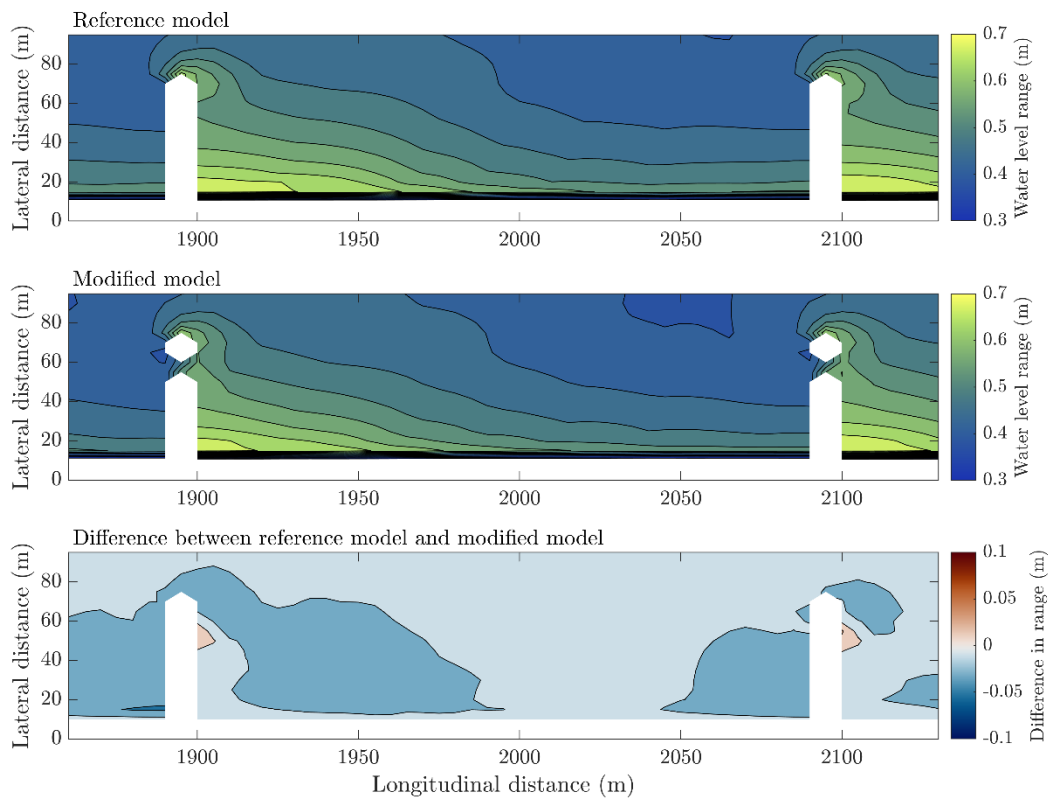 Reference model
Lateral distance (m)
80
60
40
20
0
1900 1950 2000 2050 2100
0.7
0.6
0.5
0.4
0.3
Water level range (m)
Modified model
Lateral distance (m)
80
60
40
20
0
1900 1950 2000 2050 2100
0.7
0.6
0.5
0.4
0.3
Water level range (m)
Difference between reference model and modified model
Lateral distance (m)
80
60
40
20
0
1900 1950 2000 2050 2100
Longitudinal distance (m)
0.1
0.05
0
-0.05
-0.1
Difference in range (m)